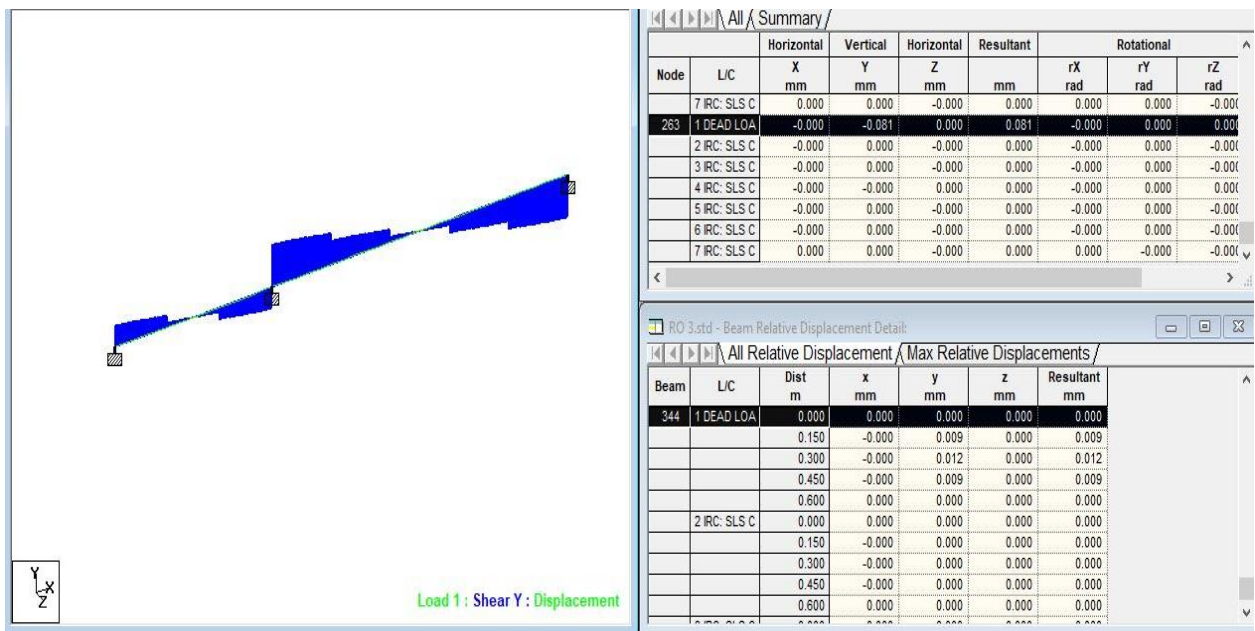 All Summary
Horizontal Vertical Horizontal Resultant Rotational
Node L/C X mm Y mm Z mm mm rX rad rY rad rZ rad
7 IRC: SLS C 0.000 0.000 -0.000 0.000 0.000 0.000 -0.000
263 1 DEAD LOA -0.000 -0.081 0.000 0.081 -0.000 0.000 0.000
2 IRC: SLS C -0.000 0.000 -0.000 0.000 -0.000 0.000 -0.000
3 IRC: SLS C -0.000 0.000 -0.000 0.000 -0.000 0.000 -0.000
4 IRC: SLS C -0.000 -0.000 -0.000 0.000 -0.000 0.000 0.000
5 IRC: SLS C -0.000 0.000 -0.000 0.000 -0.000 0.000 -0.000
6 IRC: SLS C -0.000 0.000 -0.000 0.000 -0.000 0.000 -0.000
7 IRC: SLS C 0.000 0.000 -0.000 0.000 0.000 -0.000 -0.000
RO 3.std - Beam Relative Displacement Detail:
All Relative Displacement Max Relative Displacements
Beam L/C Dist m x mm y mm z mm Resultant mm
344 1 DEAD LOA 0.000 0.000 0.000 0.000 0.000
0.150 -0.000 0.009 0.000 0.009
0.300 -0.000 0.012 0.000 0.012
0.450 -0.000 0.009 0.000 0.009
0.600 0.000 0.000 0.000 0.000
2 IRC: SLS C 0.000 0.000 0.000 0.000 0.000
0.150 -0.000 0.000 0.000 0.000
0.300 -0.000 0.000 0.000 0.000
0.450 -0.000 0.000 0.000 0.000
0.600 0.000 0.000 0.000 0.000
Y
X
Z
Load 1 : Shear Y : Displacement